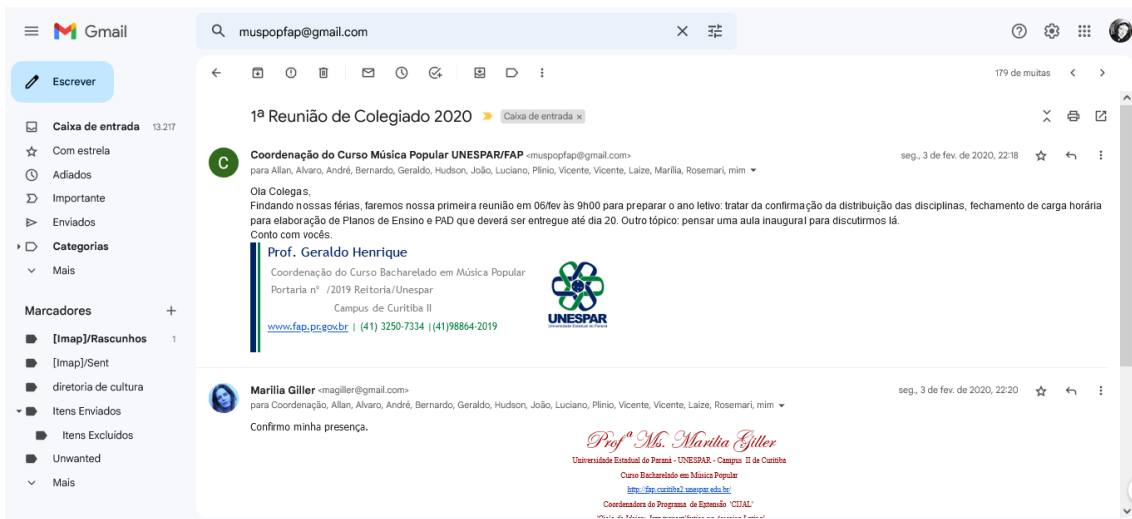 Gmail
muspopfap@gmail.com
Escrever
179 de muitas
Caixa de entrada 13.217
Com estrela
Adiados
Importante
Enviados
Categorias
Mais
Marcadores
[Imap]/Rascunhos 1
[Imap]/Sent
diretoria de cultura
Itens Enviados
Itens Excluídos
Unwanted
Mais
1ª Reunião de Colegiado 2020 Caixa de entrada ×
C
Coordenação do Curso Música Popular UNESPAR/FAP <muspopfap@gmail.com> seg., 3 de fev. de 2020, 22:18
para Allan, Alvaro, André, Bernardo, Geraldo, Hudson, João, Luciano, Plinio, Vicente, Vicente, Laize, Marília, Rosemari, mim
Ola Colegas,
Findando nossas férias, faremos nossa primeira reunião em 06/fev às 9h00 para preparar o ano letivo: tratar da confirmação da distribuição das disciplinas, fechamento de carga horária
para elaboração de Planos de Ensino e PAD que deverá ser entregue até dia 20. Outro tópico: pensar uma aula inaugural para discutirmos lá.
Conto com vocês.
Prof. Geraldo Henrique
Coordenação do Curso Bacharelado em Música Popular
Portaria nº /2019 Reitoria/Unespar
Campus de Curitiba II
www.fap.pr.gov.br | (41) 3250-7334 |(41)98864-2019
UNESPAR
Universidade Estadual do Paraná
Marilia Giller <magiller@gmail.com> seg., 3 de fev. de 2020, 22:20
para Coordenação, Allan, Alvaro, André, Bernardo, Geraldo, Hudson, João, Luciano, Plinio, Vicente, Vicente, Laize, Rosemari, mim
Confirmo minha presença.
Profª Ms. Marilia Giller
Universidade Estadual do Paraná - UNESPAR - Campus II de Curitiba
Curso Bacharelado em Música Popular
http://fap.curitiba2.unespar.edu.br/
Coordenadora do Programa de Extensão 'CIJAL'